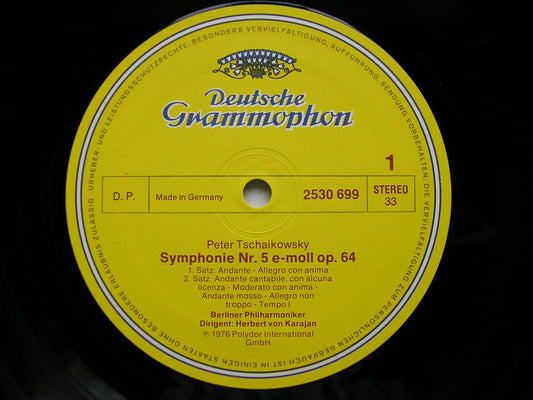 Deutsche
Grammophon
1
D. P.
Made in Germany
2530 699
STEREO
33
Peter Tschaikowsky
Symphonie Nr. 5 e-moll op. 64
1. Satz: Andante - Allegro con anima
2. Satz: Andante cantabile, con alcuna
licenza - Moderato con anima -
Andante mosso - Allegro non
troppo - Tempo I
Berliner Philharmoniker
Dirigent: Herbert von Karajan
℗ 1976 Polydor International
GmbH
URHEBER- UND LEISTUNGSSCHUTZRECHTE, BESONDERS VERVIELFÄLTIGUNG, AUFFÜHRUNG, SENDUNG VORBEHALTEN; DIE VERVIELFÄLTIGUNG ZUM PERSÖNLICHEN GEBRAUCH IST IN EINIGEN STAATEN OHNE BESONDERE ERLAUBNIS ZULÄSSIG